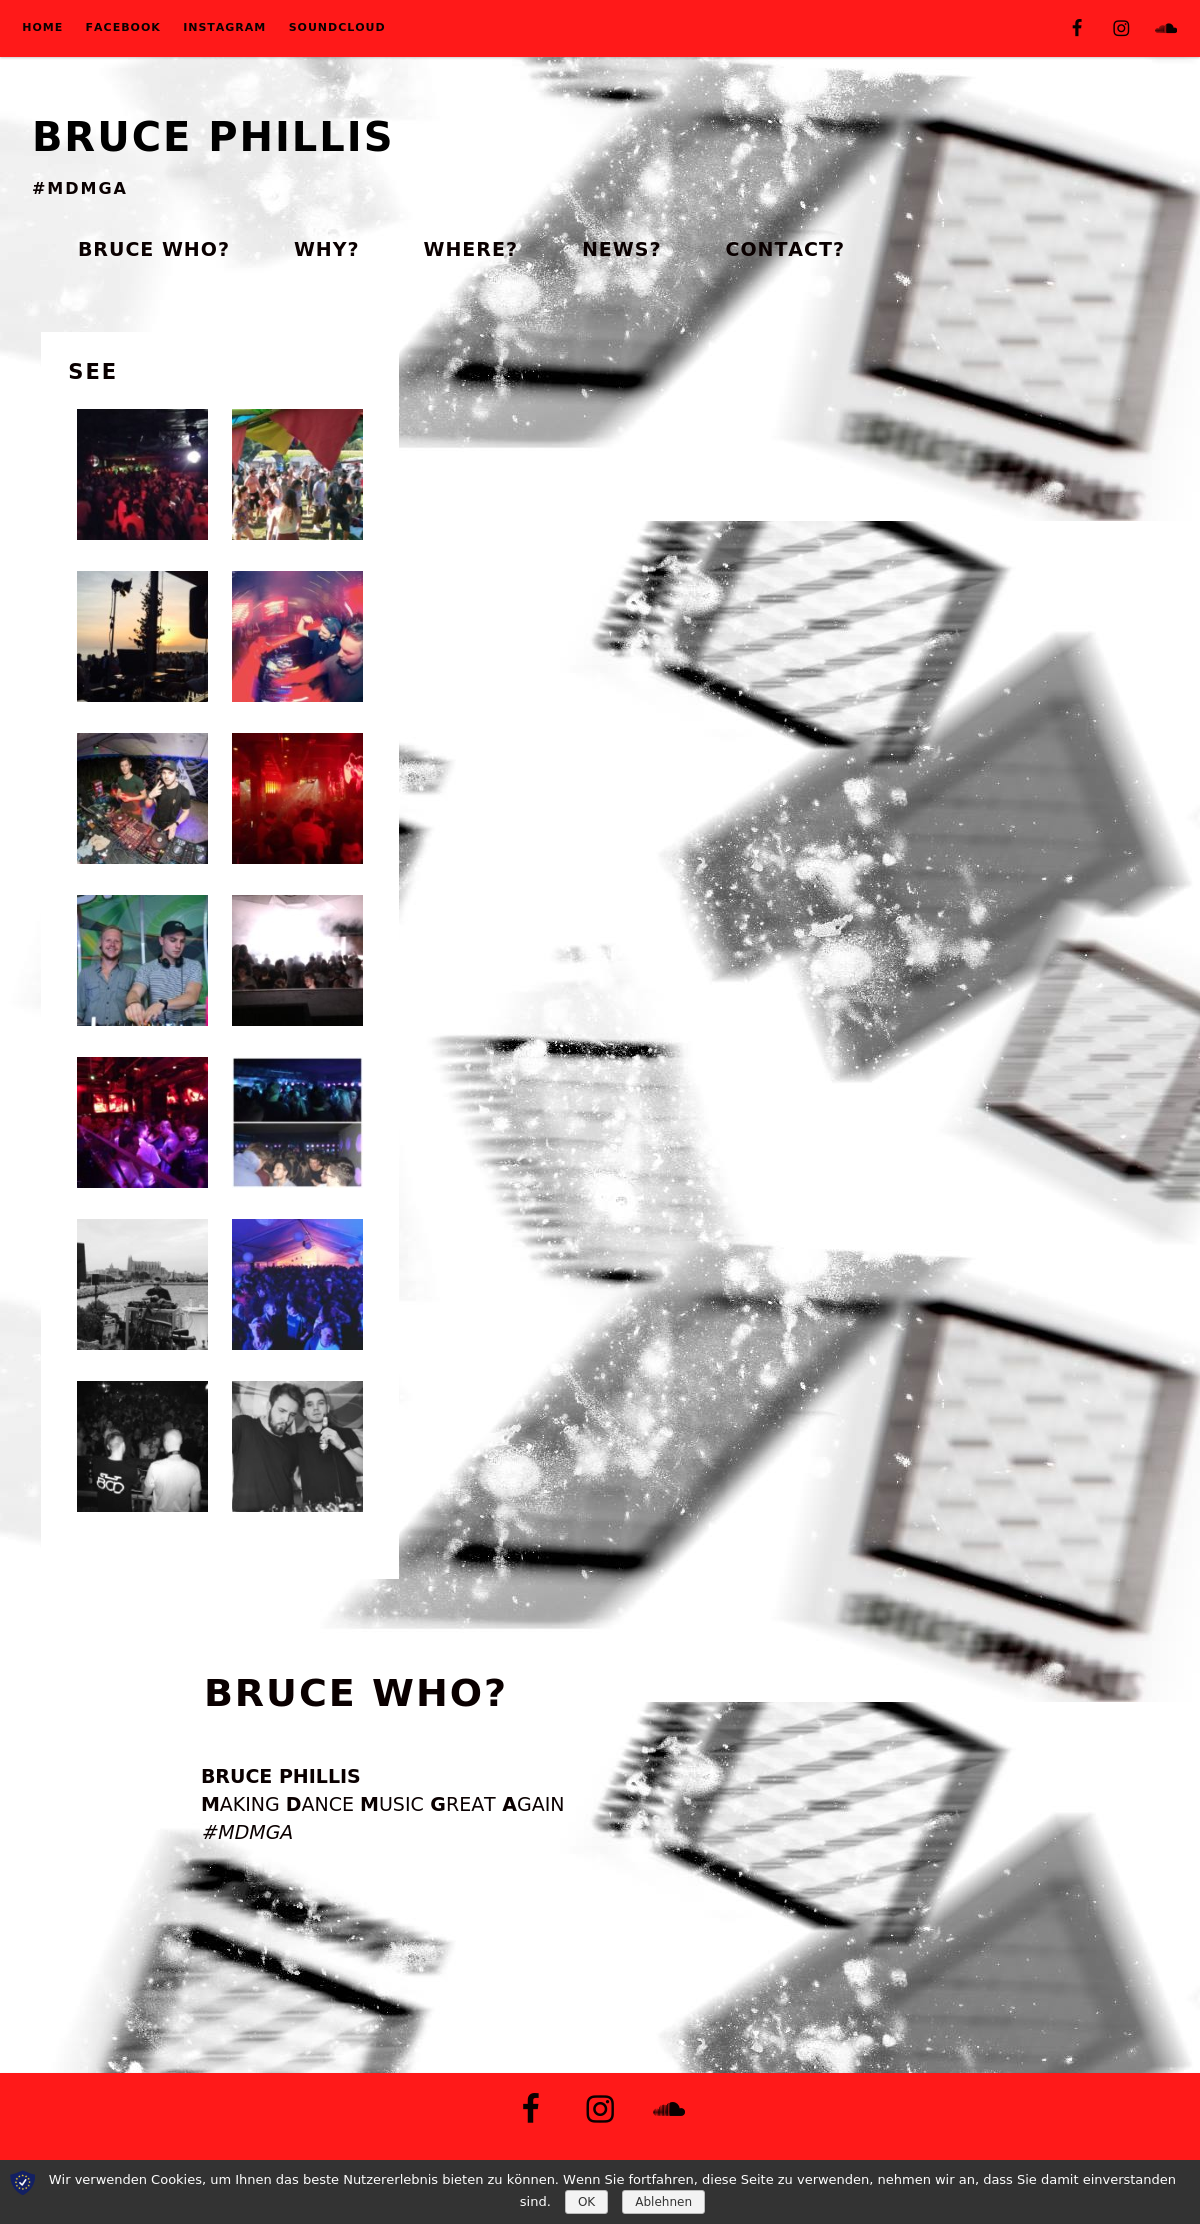 HOME FACEBOOK INSTAGRAM SOUNDCLOUD
BRUCE PHILLIS
#MDMGA
BRUCE WHO? WHY? WHERE? NEWS? CONTACT?
SEE
BRUCE WHO?
BRUCE PHILLIS
MAKING DANCE MUSIC GREAT AGAIN
#MDMGA
Wir verwenden Cookies, um Ihnen das beste Nutzererlebnis bieten zu können. Wenn Sie fortfahren, diese Seite zu verwenden, nehmen wir an, dass Sie damit einverstanden
sind. OK Ablehnen